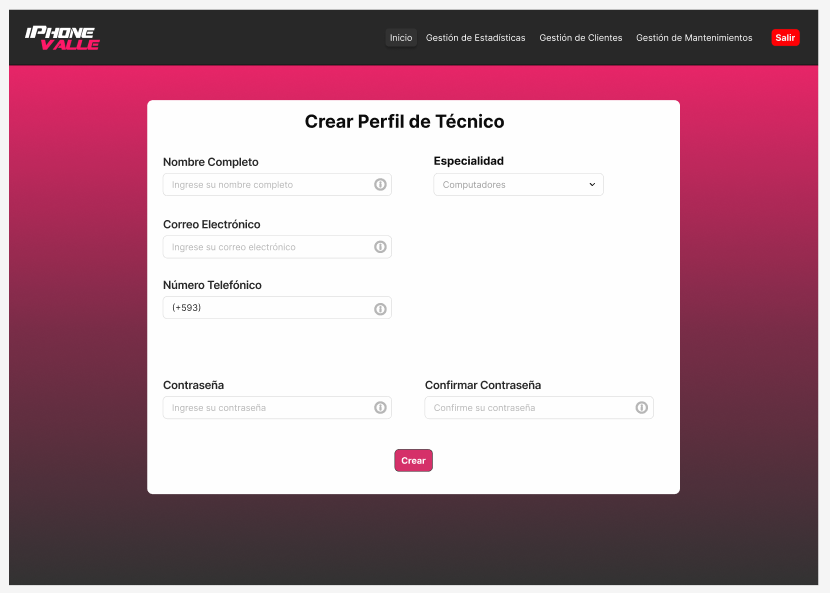 iPHONE
VALLE
Inicio
Gestión de Estadísticas
Gestión de Clientes
Gestión de Mantenimientos
Salir
Crear Perfil de Técnico
Nombre Completo
Ingrese su nombre completo
Especialidad
Computadores
Correo Electrónico
Ingrese su correo electrónico
Número Telefónico
(+593)
Contraseña
Ingrese su contraseña
Confirmar Contraseña
Confirme su contraseña
Crear